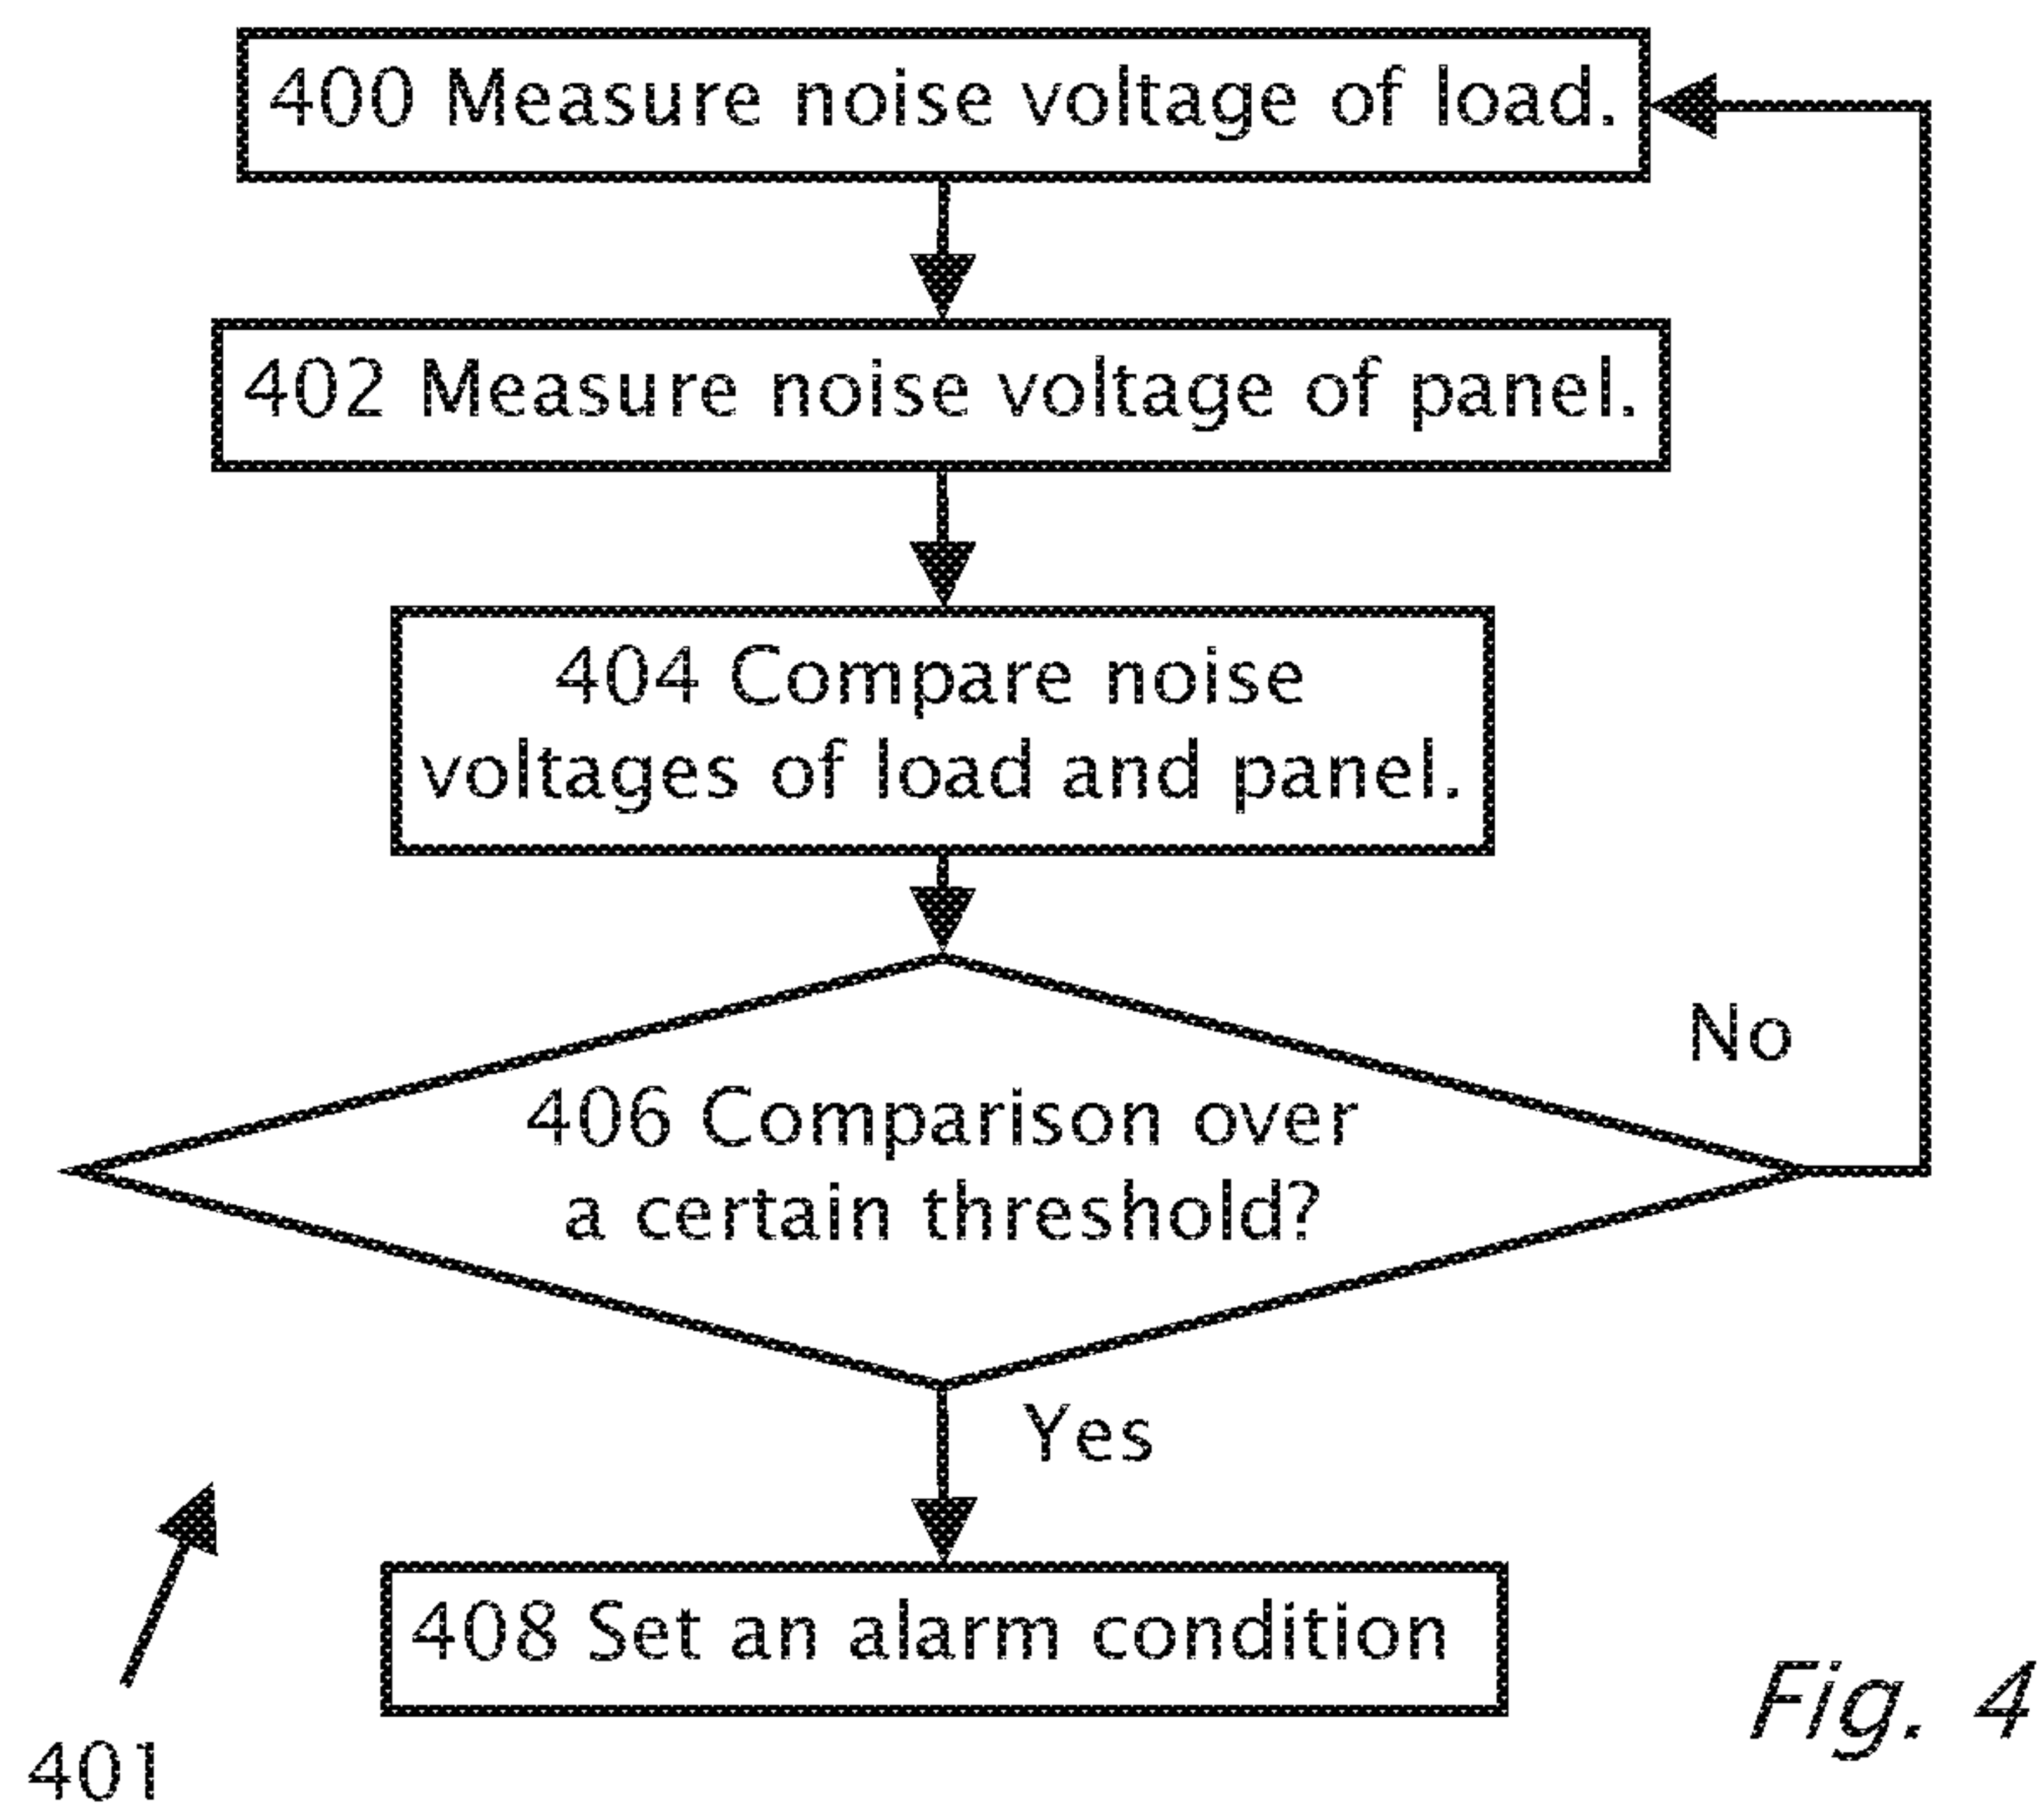 400 Measure noise voltage of load.
402 Measure noise voltage of panel.
404 Compare noise
voltages of load and panel.
No
406 Comparison over
a certain threshold?
Yes
408 Set an alarm condition
Fig. 4
401